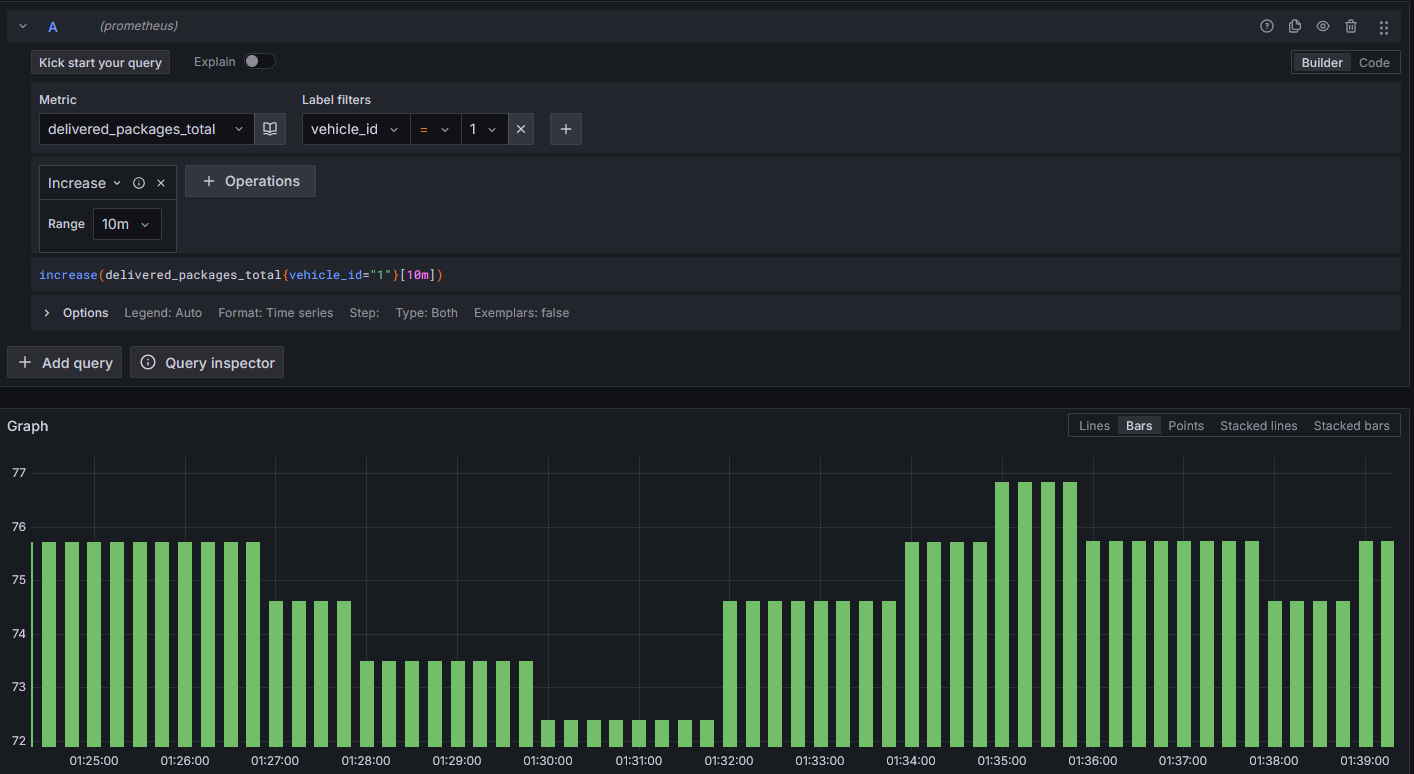 A (prometheus)
Kick start your query Explain Builder Code
Metric Label filters
delivered_packages_total vehicle_id = 1
Increase Operations
Range 10m
increase(delivered_packages_total{vehicle_id="1"}[10m])
Options Legend: Auto Format: Time series Step: Type: Both Exemplars: false
+ Add query Query inspector
Graph Lines Bars Points Stacked lines Stacked bars
77
76
75
74
73
72
01:25:00 01:26:00 01:27:00 01:28:00 01:29:00 01:30:00 01:31:00 01:32:00 01:33:00 01:34:00 01:35:00 01:36:00 01:37:00 01:38:00 01:39:00